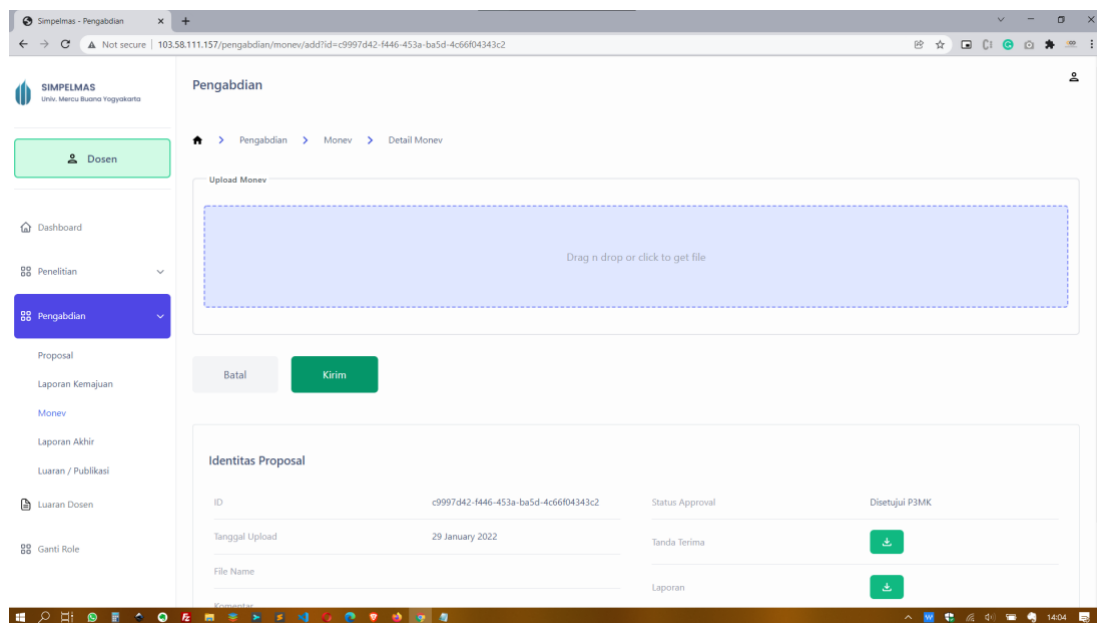 Simpelmas - Pengabdian
Not secure | 103.58.111.157/pengabdian/monev/add?id=c9997d42-f446-453a-ba5d-4c66f04343c2
SIMPELMAS
Univ. Mercu Buana Yogyakarta
Pengabdian
Dosen
Pengabdian > Monev > Detail Monev
Upload Monev
Drag n drop or click to get file
Batal
Kirim
Dashboard
Penelitian
Pengabdian
Proposal
Laporan Kemajuan
Monev
Laporan Akhir
Luaran / Publikasi
Luaran Dosen
Ganti Role
Identitas Proposal
ID c9997d42-f446-453a-ba5d-4c66f04343c2
Status Approval Disetujui P3MK
Tanggal Upload 29 January 2022
Tanda Terima
File Name
Laporan
Komentar
14:04